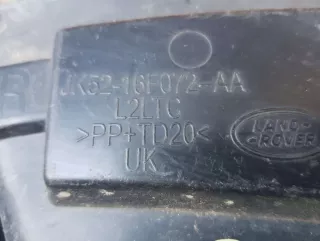 JK52-16F072-AA
L2LTC
>PP+TD20<
UK
LAND-
-ROVER
R